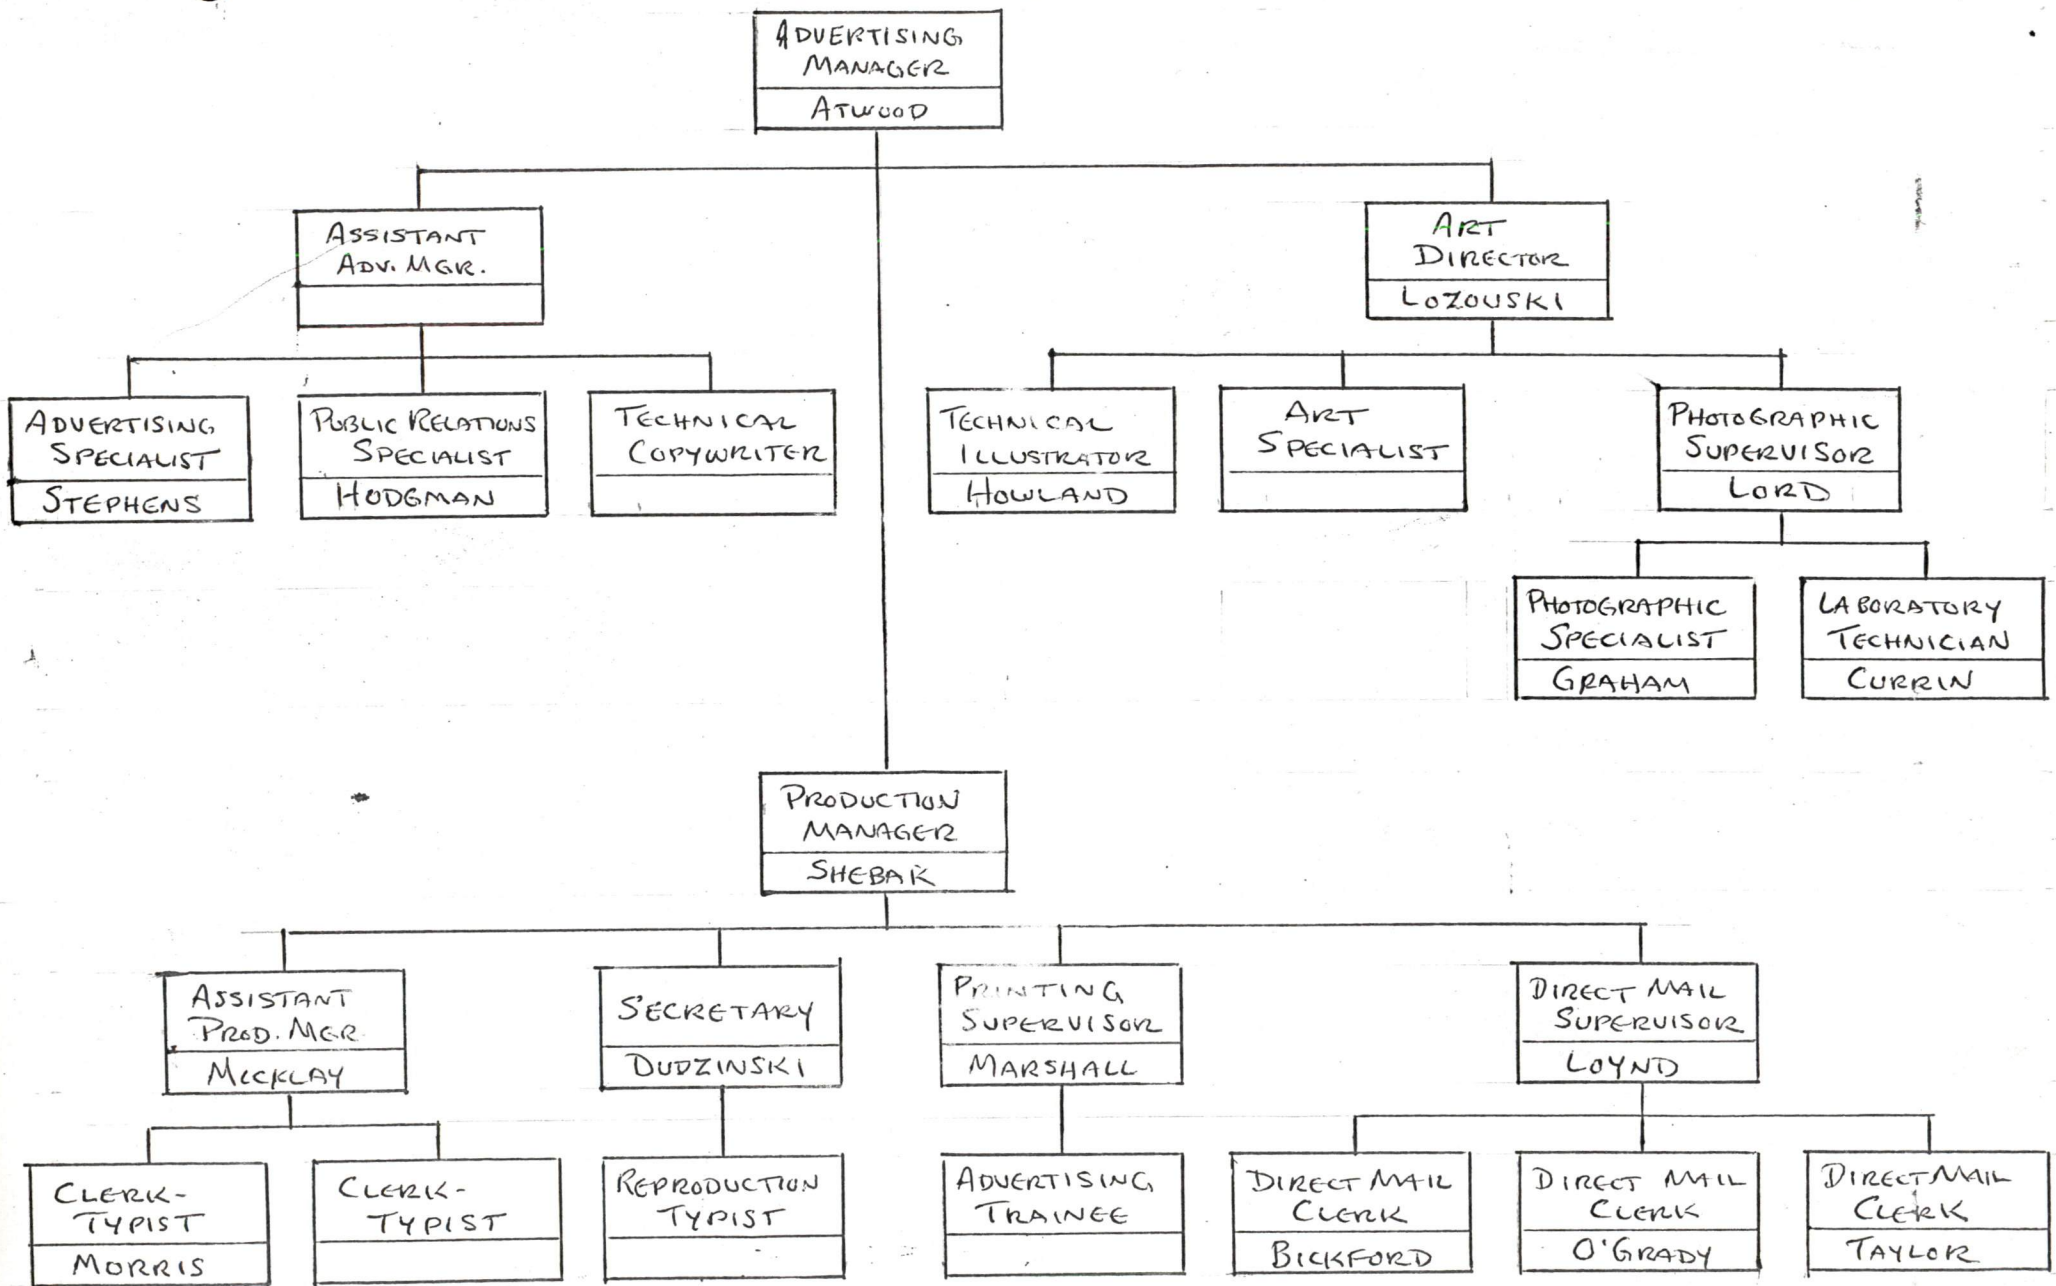 ADVERTISING
MANAGER
ATWOOD
ASSISTANT
ADV. MGR.
ART
DIRECTOR
LOZOUSKI
ADVERTISING
SPECIALIST
STEPHENS
PUBLIC RELATIONS
SPECIALIST
HODGMAN
TECHNICAL
COPYWRITER
TECHNICAL
ILLUSTRATOR
HOWLAND
ART
SPECIALIST
PHOTOGRAPHIC
SUPERVISOR
LORD
PHOTOGRAPHIC
SPECIALIST
GRAHAM
LABORATORY
TECHNICIAN
CURRIN
PRODUCTION
MANAGER
SHEBAK
ASSISTANT
PROD. MGR.
SECRETARY
DUDZINSKI
PRINTING
SUPERVISOR
MARSHALL
DIRECT MAIL
SUPERVISOR
LOYND
CLERK-
TYPIST
MORRIS
CLERK-
TYPIST
REPRODUCTION
TYPIST
ADVERTISING
TRAINEE
DIRECT MAIL
CLERK
BICKFORD
DIRECT MAIL
CLERK
O'GRADY
DIRECT MAIL
CLERK
TAYLOR